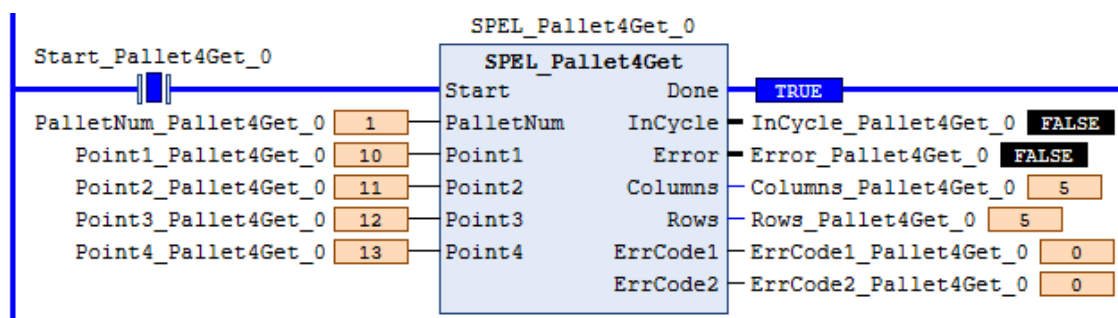 SPEL_Pallet4Get_0
Start_Pallet4Get_0
SPEL_Pallet4Get
Start Done TRUE
PalletNum_Pallet4Get_0 1 PalletNum InCycle InCycle_Pallet4Get_0 FALSE
Point1_Pallet4Get_0 10 Point1 Error Error_Pallet4Get_0 FALSE
Point2_Pallet4Get_0 11 Point2 Columns Columns_Pallet4Get_0 5
Point3_Pallet4Get_0 12 Point3 Rows Rows_Pallet4Get_0 5
Point4_Pallet4Get_0 13 Point4 ErrCode1 ErrCode1_Pallet4Get_0 0
ErrCode2 ErrCode2_Pallet4Get_0 0